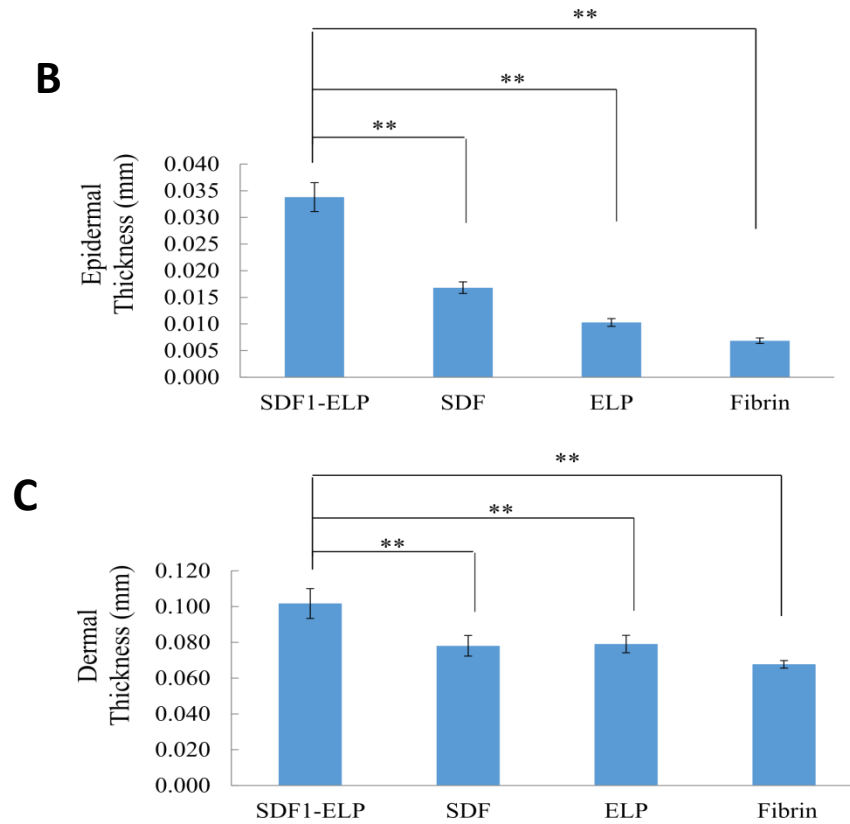 **
B
**
**
0.040
0.035
0.030
0.025
0.020
0.015
0.010
0.005
0.000
Epidermal
Thickness (mm)
SDF1-ELP SDF ELP Fibrin
**
C
**
**
0.120
0.100
0.080
0.060
0.040
0.020
0.000
Dermal
Thickness (mm)
SDF1-ELP SDF ELP Fibrin